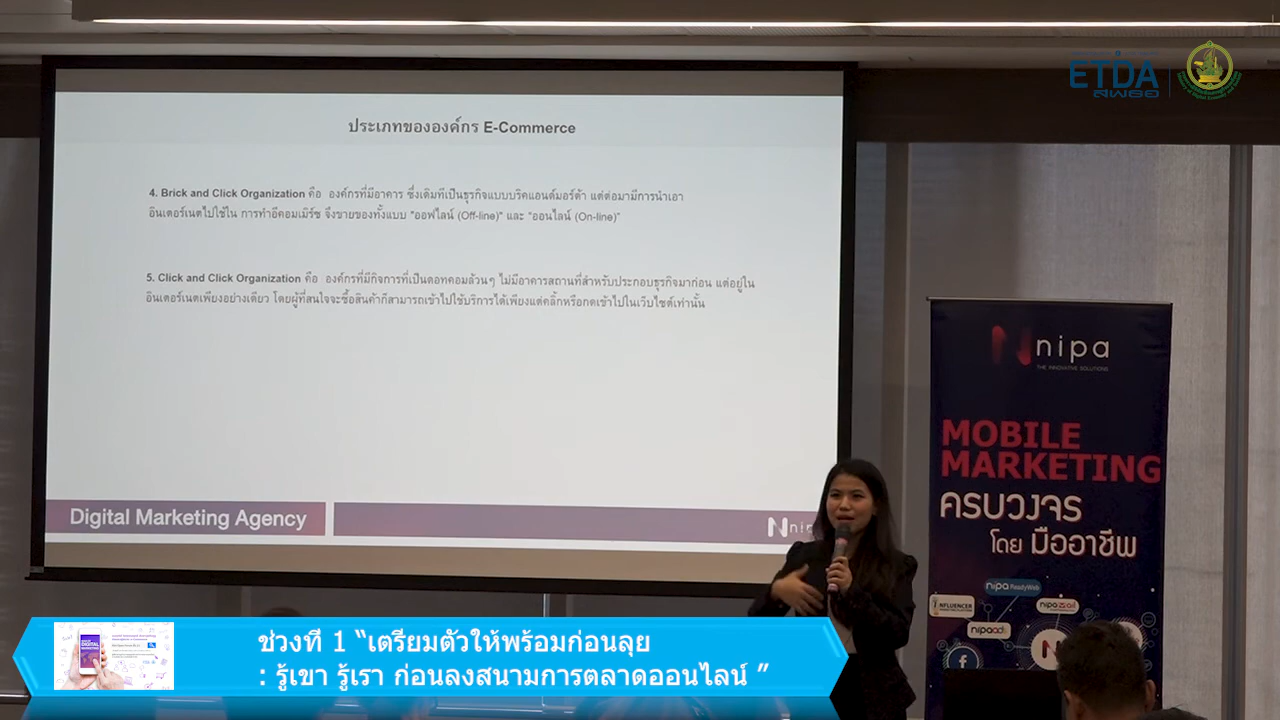 ETDA
สพธอ
ประเภทขององค์กร E-Commerce
4. Brick and Click Organization คือ องค์กรที่มีอาคาร ซึ่งเดิมทีเป็นธุรกิจแบบบริคแอนด์มอร์ต้า แต่ต่อมามีการนำเอา
อินเตอร์เนตไปใช้ใน การทำอีคอมเมิร์ซ จึงขายของทั้งแบบ "ออฟไลน์ (Off-line)" และ "ออนไลน์ (On-line)"
5. Click and Click Organization คือ องค์กรที่มีกิจการที่เป็นดอทคอมล้วนๆ ไม่มีอาคารสถานที่สำหรับประกอบธุรกิจมาก่อน แต่อยู่ใน
อินเตอร์เนตเพียงอย่างเดียว โดยผู้ที่สนใจจะซื้อสินค้าก็สามารถเข้าไปใช้บริการได้เพียงแต่คลิ้กหรือกดเข้าไปในเว็บไซต์เท่านั้น
Digital Marketing Agency
nipa
THE INNOVATIVE SOLUTIONS
MOBILE
MARKETING
ครบวงจร
โดย มืออาชีพ
nipa ReadyWeb
INFLUENCER
nipa mail
nipa ads
ช่วงที่ 1 “เตรียมตัวให้พร้อมก่อนลุย
: รู้เขา รู้เรา ก่อนลงสนามการตลาดออนไลน์ ”
DIGITAL
MARKETING